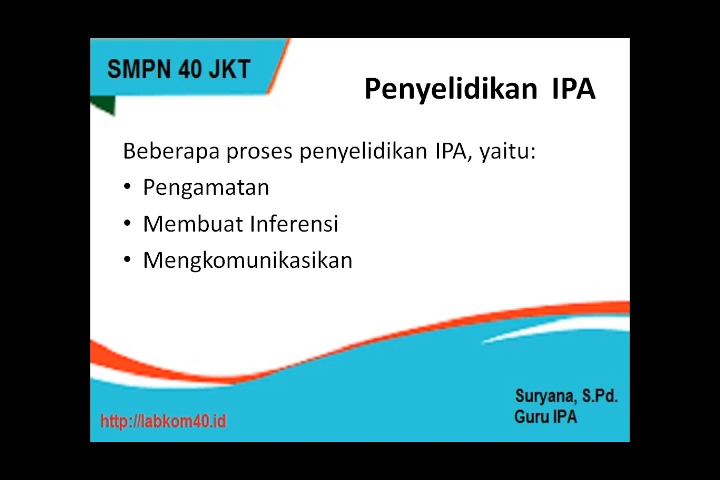 SMPN 40 JKT
Penyelidikan IPA
Beberapa proses penyelidikan IPA, yaitu:
• Pengamatan
• Membuat Inferensi
• Mengkomunikasikan
Suryana, S.Pd.
Guru IPA
http://labkom40.id